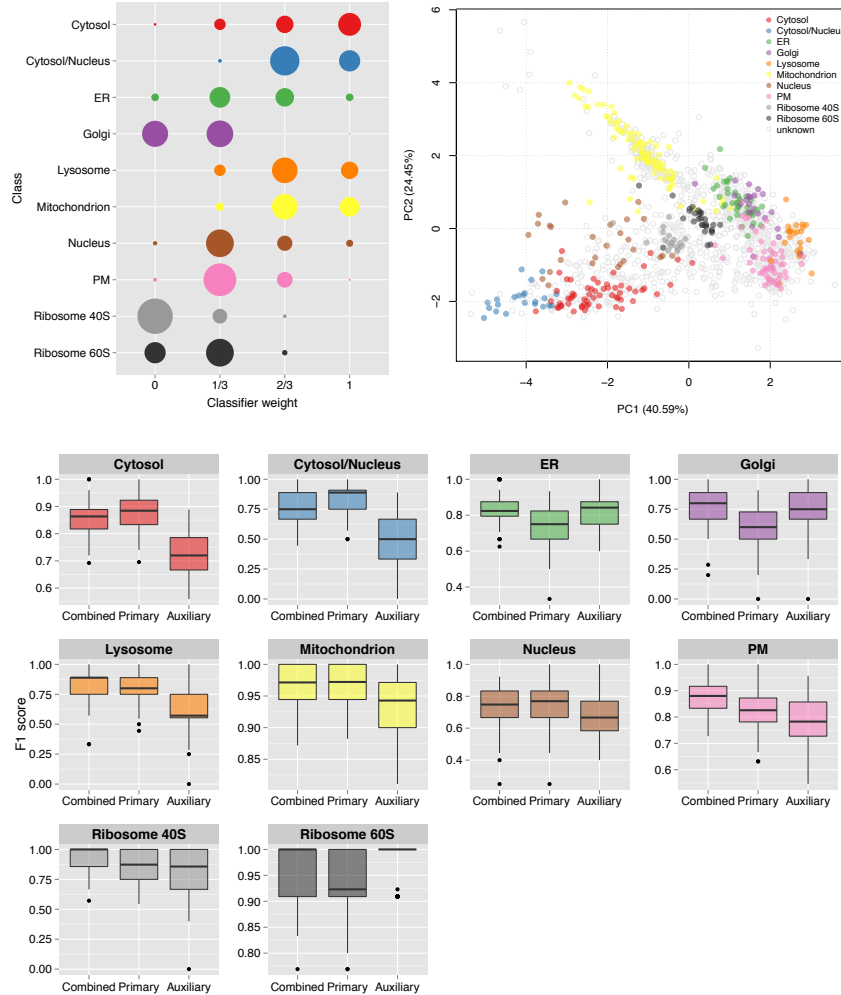 Class
Cytosol
Cytosol/Nucleus
ER
Golgi
Lysosome
Mitochondrion
Nucleus
PM
Ribosome 40S
Ribosome 60S
0 1/3 2/3 1
Classifier weight
PC2 (24.45%)
6
4
2
0
−2
−4 −2 0 2
PC1 (40.59%)
Cytosol
Cytosol/Nucleus
ER
Golgi
Lysosome
Mitochondrion
Nucleus
PM
Ribosome 40S
Ribosome 60S
unknown
F1 score
Cytosol
1.0
0.9
0.8
0.7
0.6
Combined Primary Auxiliary
Cytosol/Nucleus
1.00
0.75
0.50
0.25
0.00
Combined Primary Auxiliary
ER
1.0
0.8
0.6
0.4
Combined Primary Auxiliary
Golgi
1.00
0.75
0.50
0.25
0.00
Combined Primary Auxiliary
Lysosome
1.00
0.75
0.50
0.25
0.00
Combined Primary Auxiliary
Mitochondrion
1.00
0.95
0.90
0.85
Combined Primary Auxiliary
Nucleus
1.0
0.8
0.6
0.4
Combined Primary Auxiliary
PM
1.0
0.9
0.8
0.7
0.6
Combined Primary Auxiliary
Ribosome 40S
1.00
0.75
0.50
0.25
0.00
Combined Primary Auxiliary
Ribosome 60S
1.00
0.95
0.90
0.85
0.80
Combined Primary Auxiliary